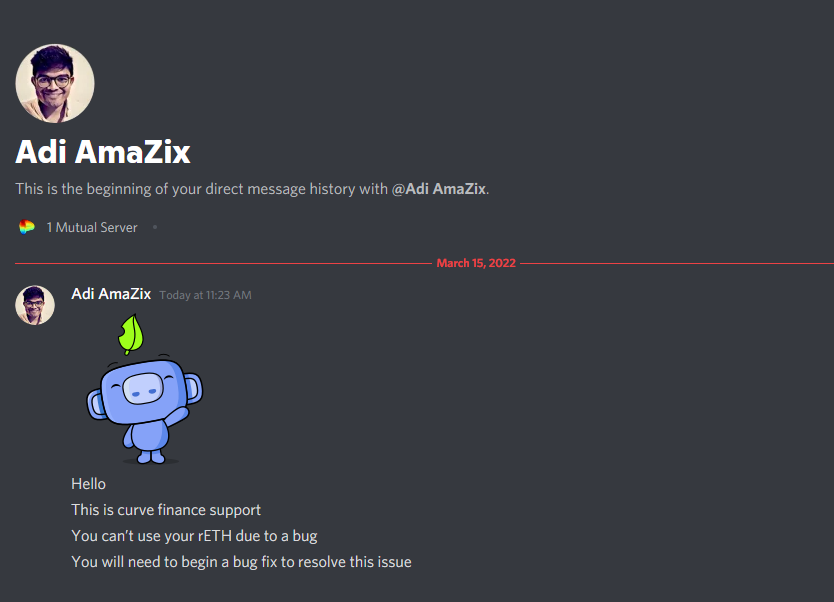 Adi AmaZix
This is the beginning of your direct message history with @Adi AmaZix.
1 Mutual Server
March 15, 2022
Adi AmaZix Today at 11:23 AM
Hello
This is curve finance support
You can't use your rETH due to a bug
You will need to begin a bug fix to resolve this issue